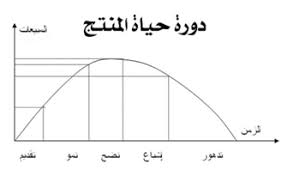 دورة حياة المنتج
المبيعات
الزمن
تقديم نمو نضج إشباع تدهور